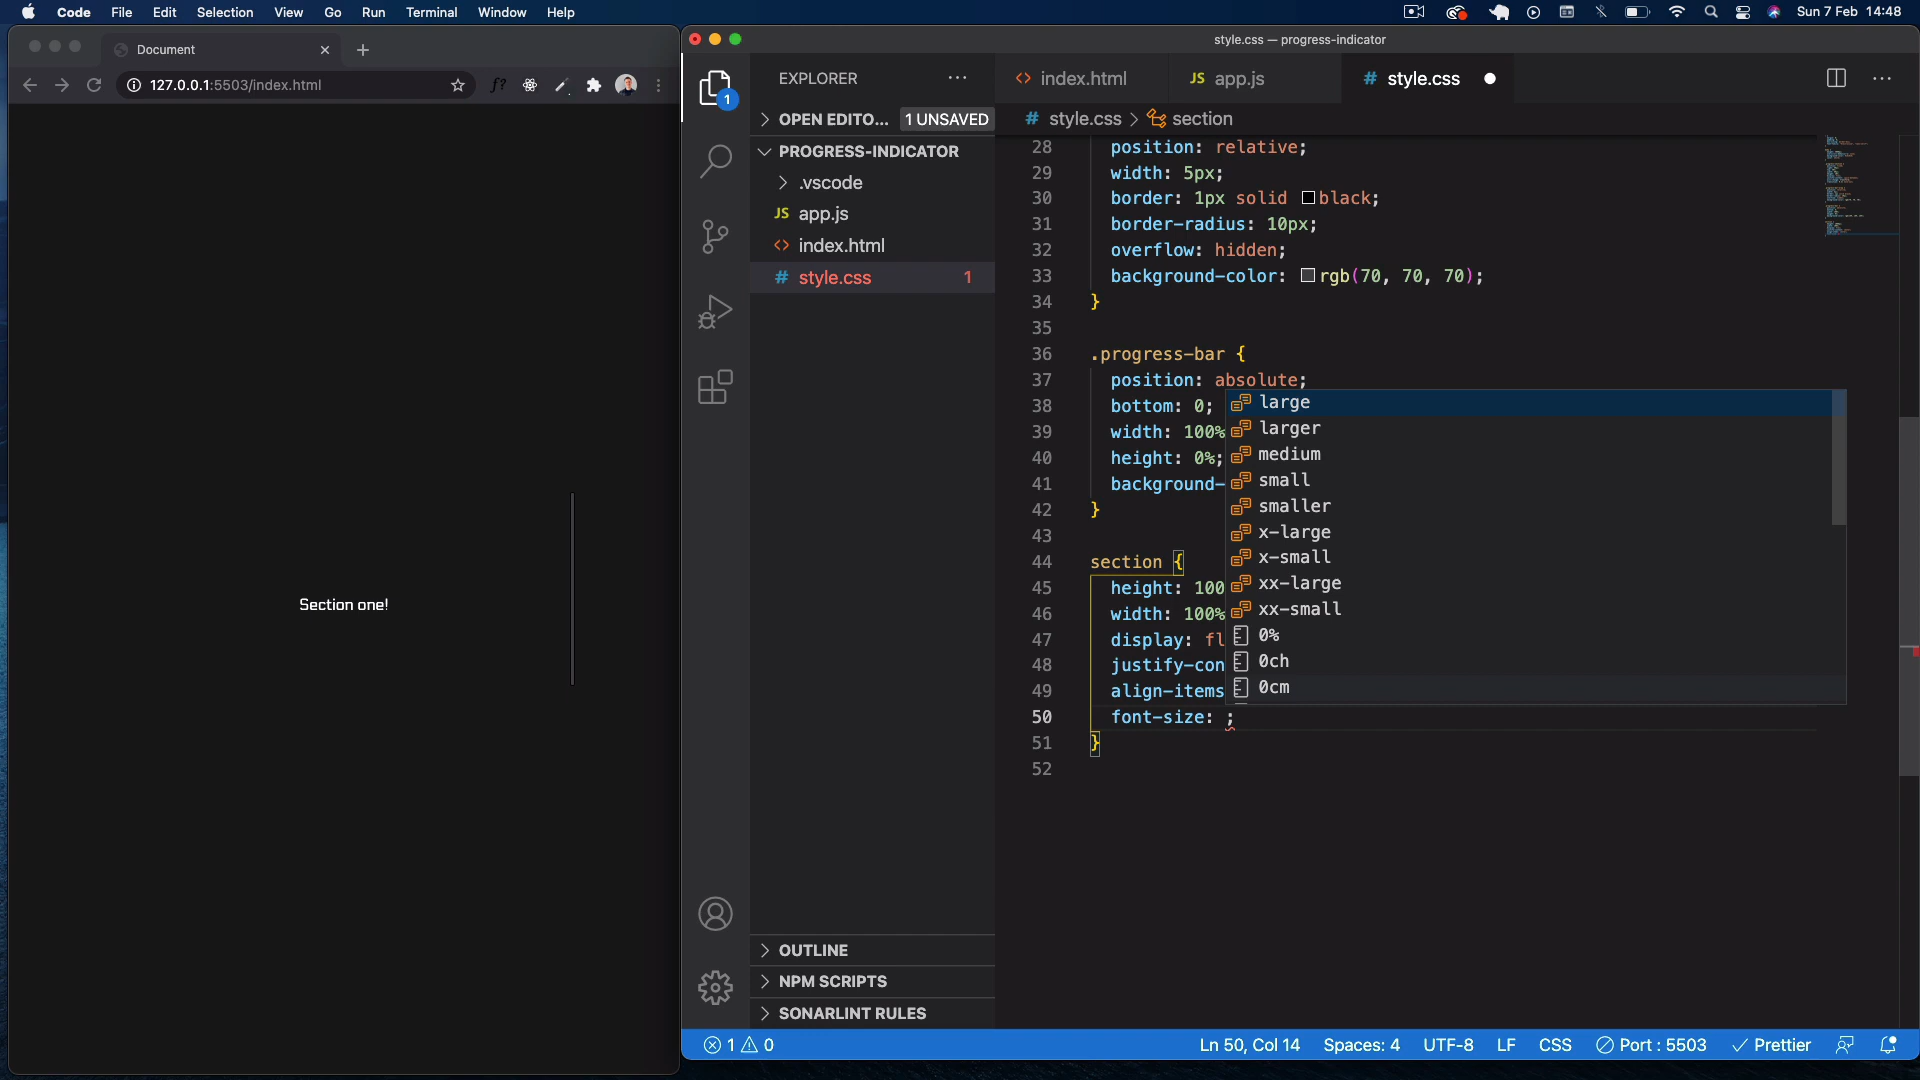 Code File Edit Selection View Go Run Terminal Window Help Sun 7 Feb 14:48
Document
127.0.0.1:5503/index.html
f?
Section one!
style.css — progress-indicator
EXPLORER
OPEN EDITO... 1 UNSAVED
PROGRESS-INDICATOR
.vscode
JS app.js
<> index.html
# style.css 1
1
OUTLINE
NPM SCRIPTS
SONARLINT RULES
<> index.html JS app.js # style.css
# style.css > section
28 position: relative;
29 width: 5px;
30 border: 1px solid black;
31 border-radius: 10px;
32 overflow: hidden;
33 background-color: rgb(70, 70, 70);
34 }
35
36 .progress-bar {
37 position: absolute;
38 bottom: 0;
39 width: 100%
40 height: 0%;
41 background-
42 }
43
44 section {
45 height: 100
46 width: 100%
47 display: fl
48 justify-con
49 align-items
50 font-size: ;
51 }
52
large
larger
medium
small
smaller
x-large
x-small
xx-large
xx-small
0%
0ch
0cm
1 0 Ln 50, Col 14 Spaces: 4 UTF-8 LF CSS Port : 5503 Prettier